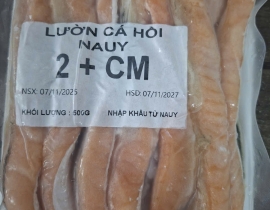 LƯỜN CÁ HỒI
NAUY
2 + CM
NSX: 07/11/2025 HSD: 07/11/2027
KHỐI LƯỢNG : 500G NHẬP KHẨU TỪ NAUY